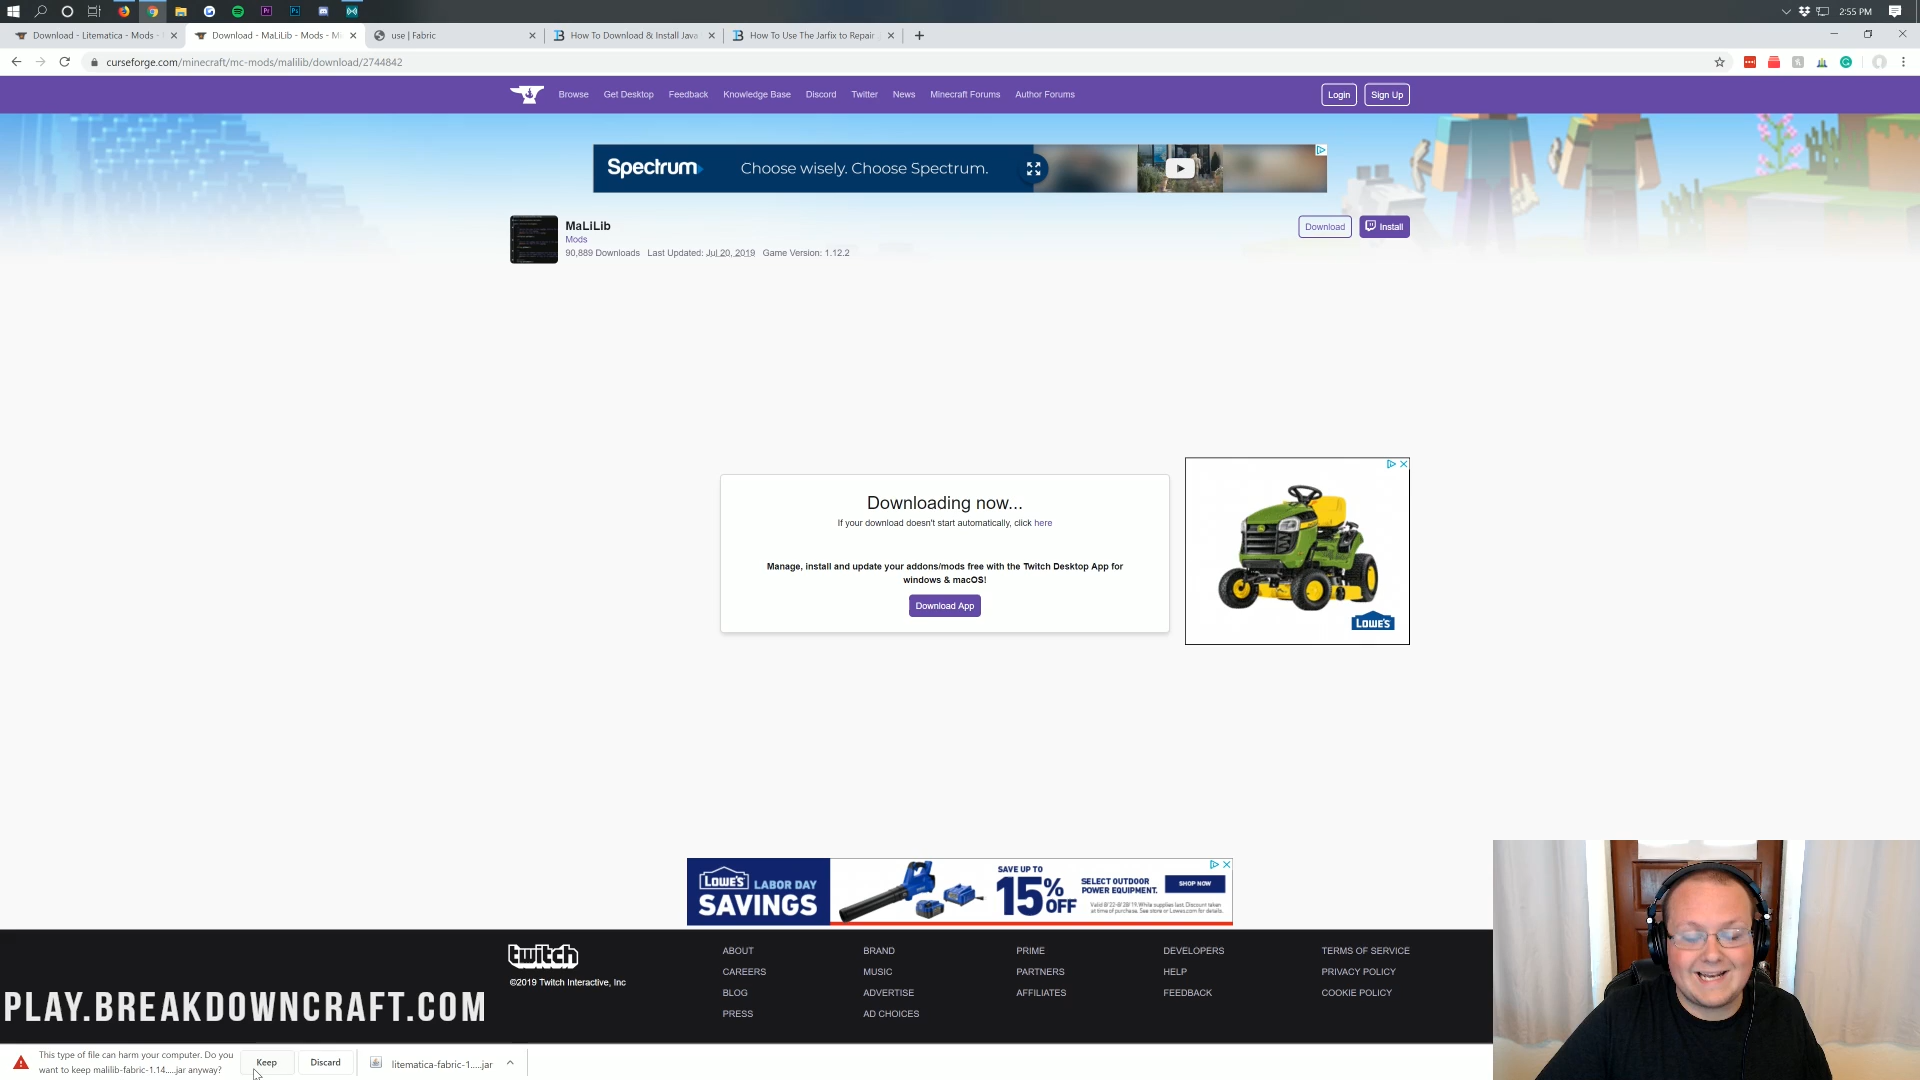 2:55 PM
Download - Litematica - Mods -
Download - MaLiLib - Mods - M
use | Fabric
How To Download & Install Java
How To Use The Jarfix to Repair
curseforge.com/minecraft/mc-mods/malilib/download/2744842
Browse Get Desktop Feedback Knowledge Base Discord Twitter News Minecraft Forums Author Forums Login Sign Up
Spectrum Choose wisely. Choose Spectrum.
MaLiLib
Mods
90,889 Downloads Last Updated: Jul 20, 2019 Game Version: 1.12.2
Download Install
Downloading now...
If your download doesn't start automatically, click here
Manage, install and update your addons/mods free with the Twitch Desktop App for
windows & macOS!
Download App
LOWE'S
LOWE'S LABOR DAY
SAVINGS
SAVE UP TO
15% OFF
SELECT OUTDOOR
POWER EQUIPMENT.
SHOP NOW
Valid 8/22-8/28/19. While supplies last. Discount taken
at time of purchase. See store or Lowes.com for details.
twitch
©2019 Twitch Interactive, Inc
ABOUT BRAND PRIME DEVELOPERS TERMS OF SERVICE
CAREERS MUSIC PARTNERS HELP PRIVACY POLICY
BLOG ADVERTISE AFFILIATES FEEDBACK COOKIE POLICY
PRESS AD CHOICES
PLAY.BREAKDOWNCRAFT.COM
This type of file can harm your computer. Do you
want to keep malilib-fabric-1.14....jar anyway?
Keep
Discard
litematica-fabric-1.....jar